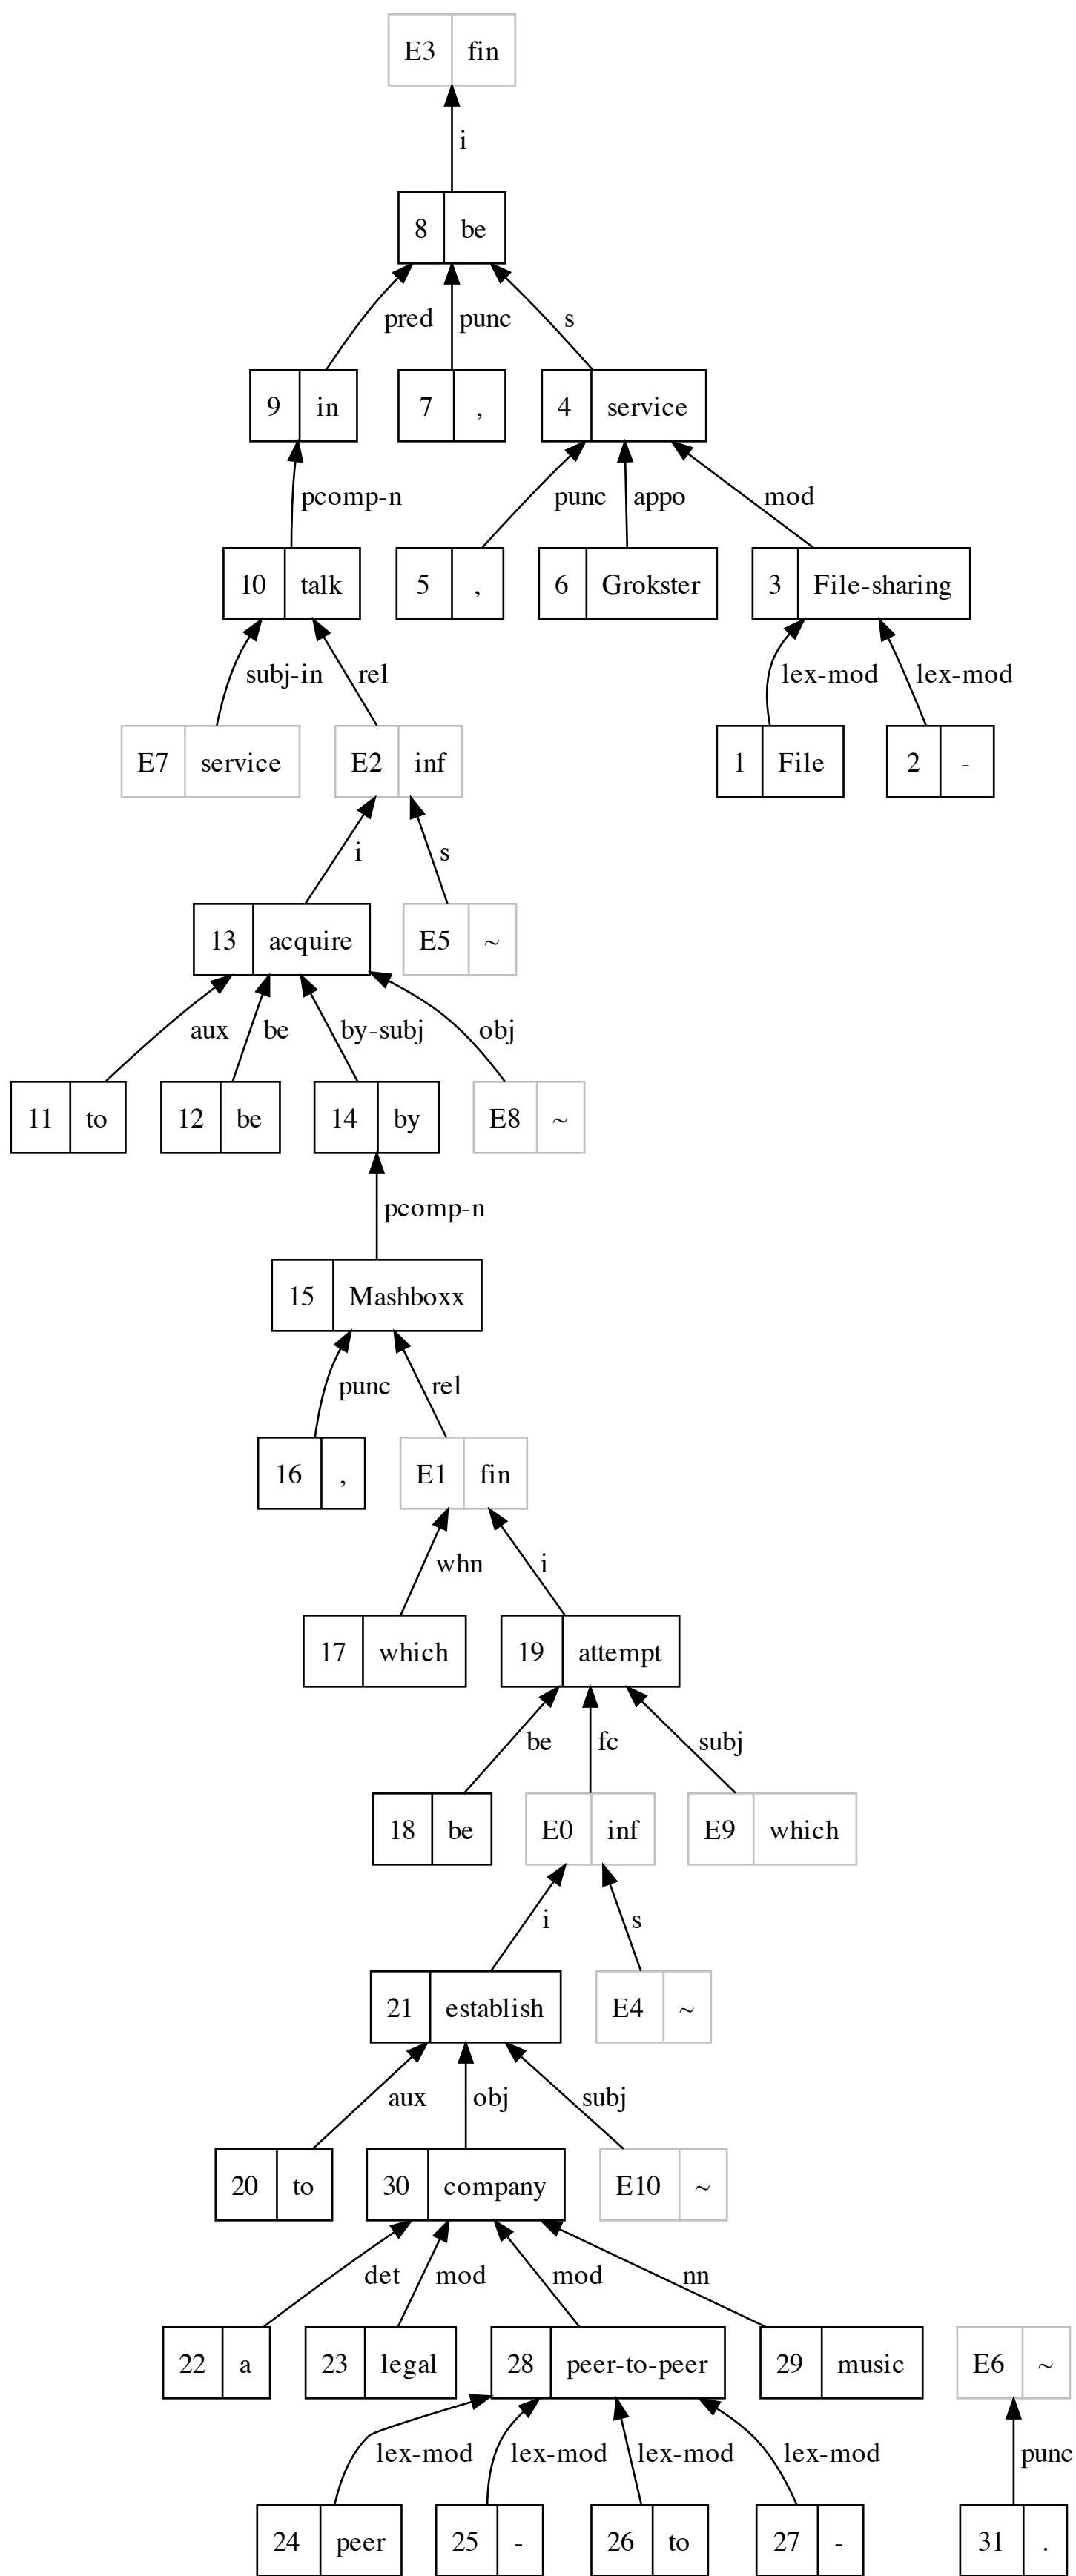 E3 fin
i
8 be
pred punc s
9 in 7 , 4 service
pcomp-n punc appo mod
10 talk 5 , 6 Grokster 3 File-sharing
subj-in rel lex-mod lex-mod
E7 service E2 inf 1 File 2 -
i s
13 acquire E5 ~
aux be by-subj obj
11 to 12 be 14 by E8 ~
pcomp-n
15 Mashboxx
punc rel
16 , E1 fin
whn i
17 which 19 attempt
be fc subj
18 be E0 inf E9 which
i s
21 establish E4 ~
aux obj subj
20 to 30 company E10 ~
det mod mod nn
22 a 23 legal 28 peer-to-peer 29 music E6 ~
lex-mod lex-mod lex-mod lex-mod punc
24 peer 25 - 26 to 27 - 31 .